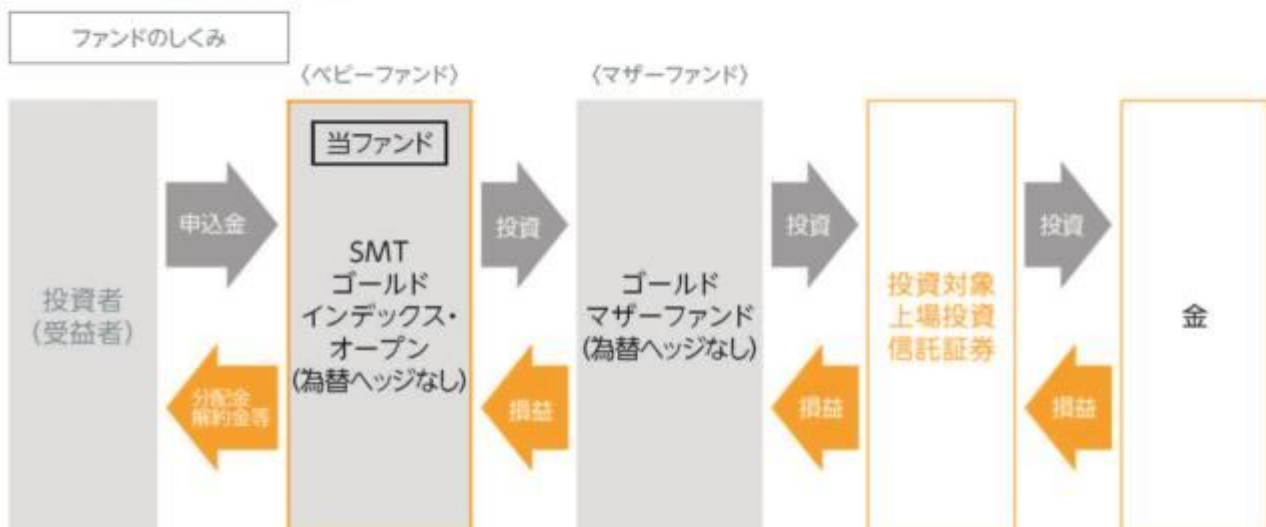 ファンドのしくみ
〈ベビーファンド〉
〈マザーファンド〉
投資者
(受益者)
申込金
分配金
解約金等
当ファンド
SMT
ゴールド
インデックス・
オープン
(為替ヘッジなし)
投資
損益
ゴールド
マザーファンド
(為替ヘッジなし)
投資
損益
投資対象
上場投資
信託証券
投資
損益
金